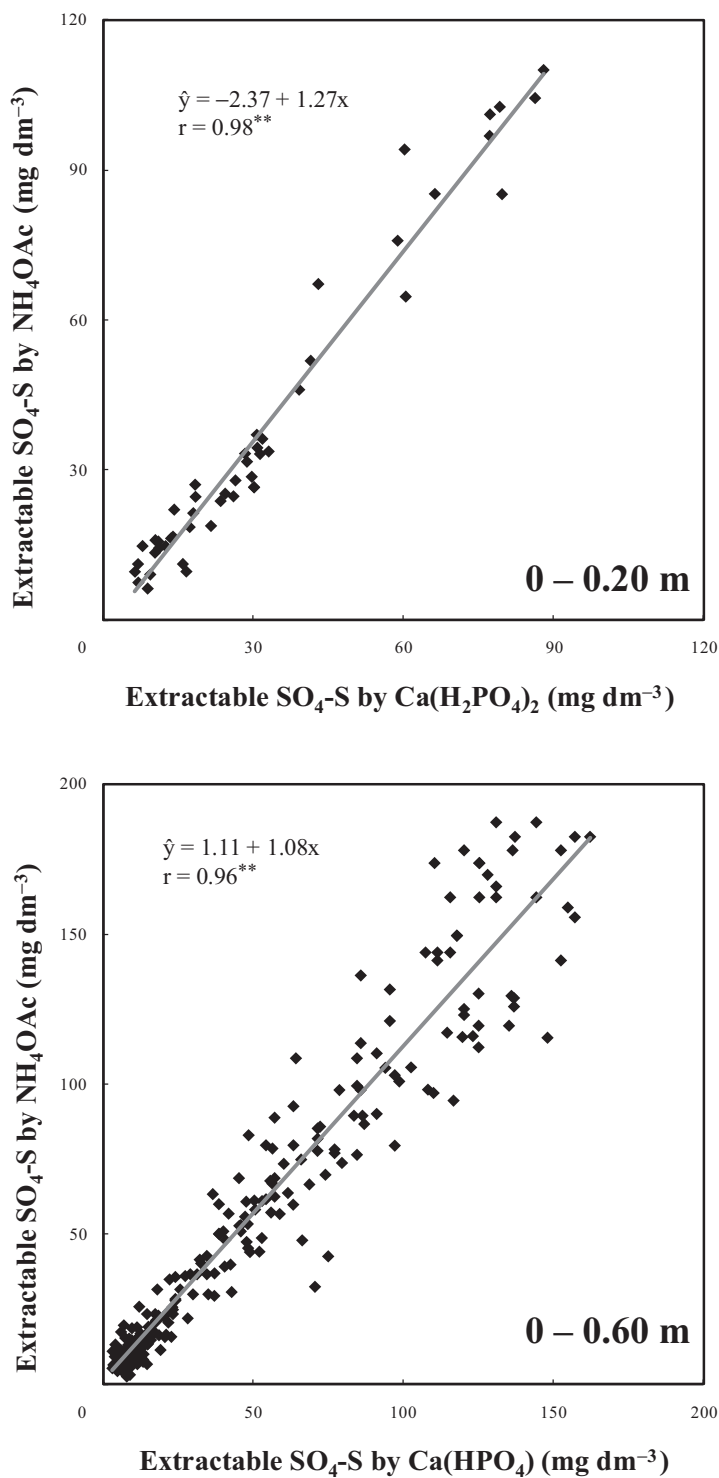 120
90
60
30
0
Extractable SO₄-S by NH₄OAc (mg dm⁻³)
ŷ = −2.37 + 1.27x
r = 0.98**
0 – 0.20 m
0 30 60 90 120
Extractable SO₄-S by Ca(H₂PO₄)₂ (mg dm⁻³)
200
150
100
50
0
Extractable SO₄-S by NH₄OAc (mg dm⁻³)
ŷ = 1.11 + 1.08x
r = 0.96**
0 – 0.60 m
0 50 100 150 200
Extractable SO₄-S by Ca(HPO₄) (mg dm⁻³)